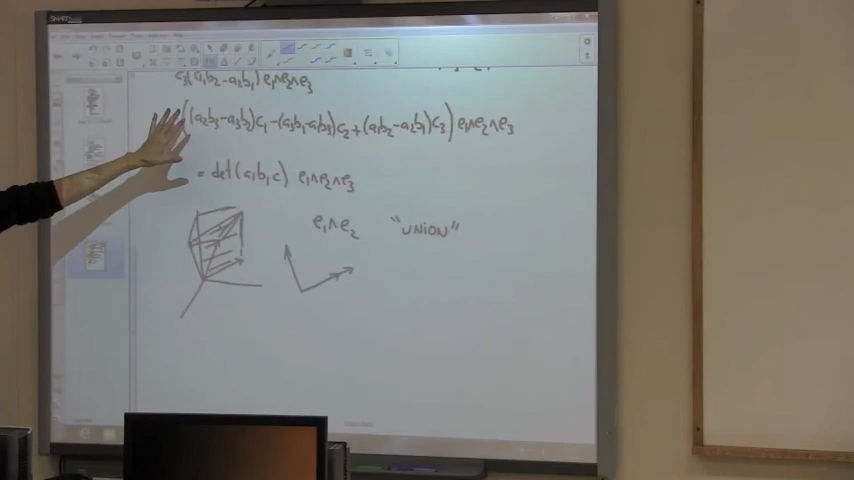 c₃(a₁b₂-a₂b₁) e₁∧e₂∧e₃
((a₂b₃-a₃b₂)c₁-(a₃b₁-a₁b₃)c₂+(a₁b₂-a₂b₁)c₃) e₁∧e₂∧e₃
= det(a,b,c) e₁∧e₂∧e₃
e₁∧e₂ "UNION"